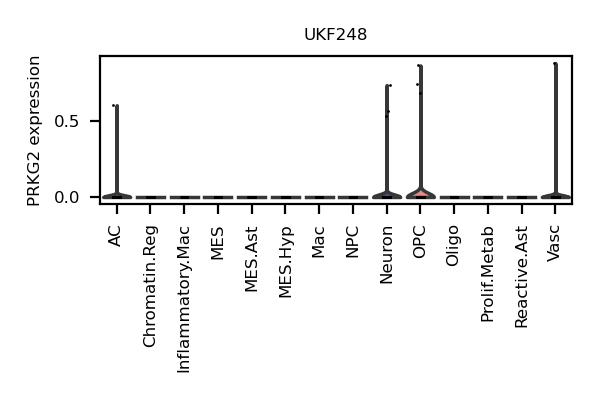 UKF248
PRKG2 expression
0.5
0.0
AC
Chromatin.Reg
Inflammatory.Mac
MES
MES.Ast
MES.Hyp
Mac
NPC
Neuron
OPC
Oligo
Prolif.Metab
Reactive.Ast
Vasc